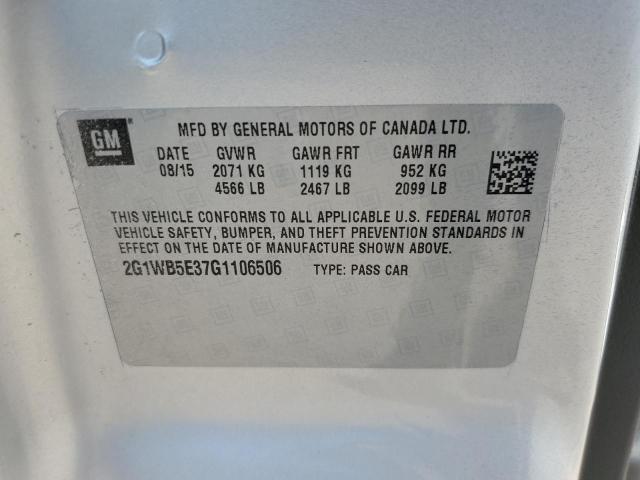 GM
MFD BY GENERAL MOTORS OF CANADA LTD.
DATE GVWR GAWR FRT GAWR RR
08/15 2071 KG 1119 KG 952 KG
4566 LB 2467 LB 2099 LB
THIS VEHICLE CONFORMS TO ALL APPLICABLE U.S. FEDERAL MOTOR
VEHICLE SAFETY, BUMPER, AND THEFT PREVENTION STANDARDS IN
EFFECT ON THE DATE OF MANUFACTURE SHOWN ABOVE.
2G1WB5E37G1106506 TYPE: PASS CAR